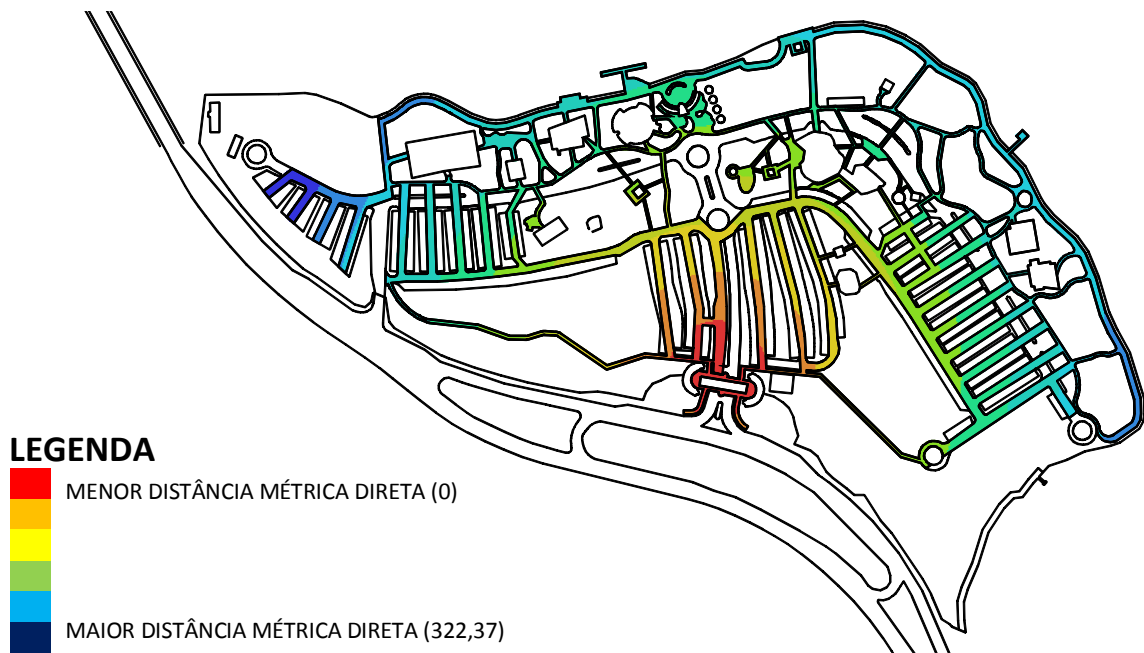 LEGENDA
MENOR DISTÂNCIA MÉTRICA DIRETA (0)
MAIOR DISTÂNCIA MÉTRICA DIRETA (322,37)